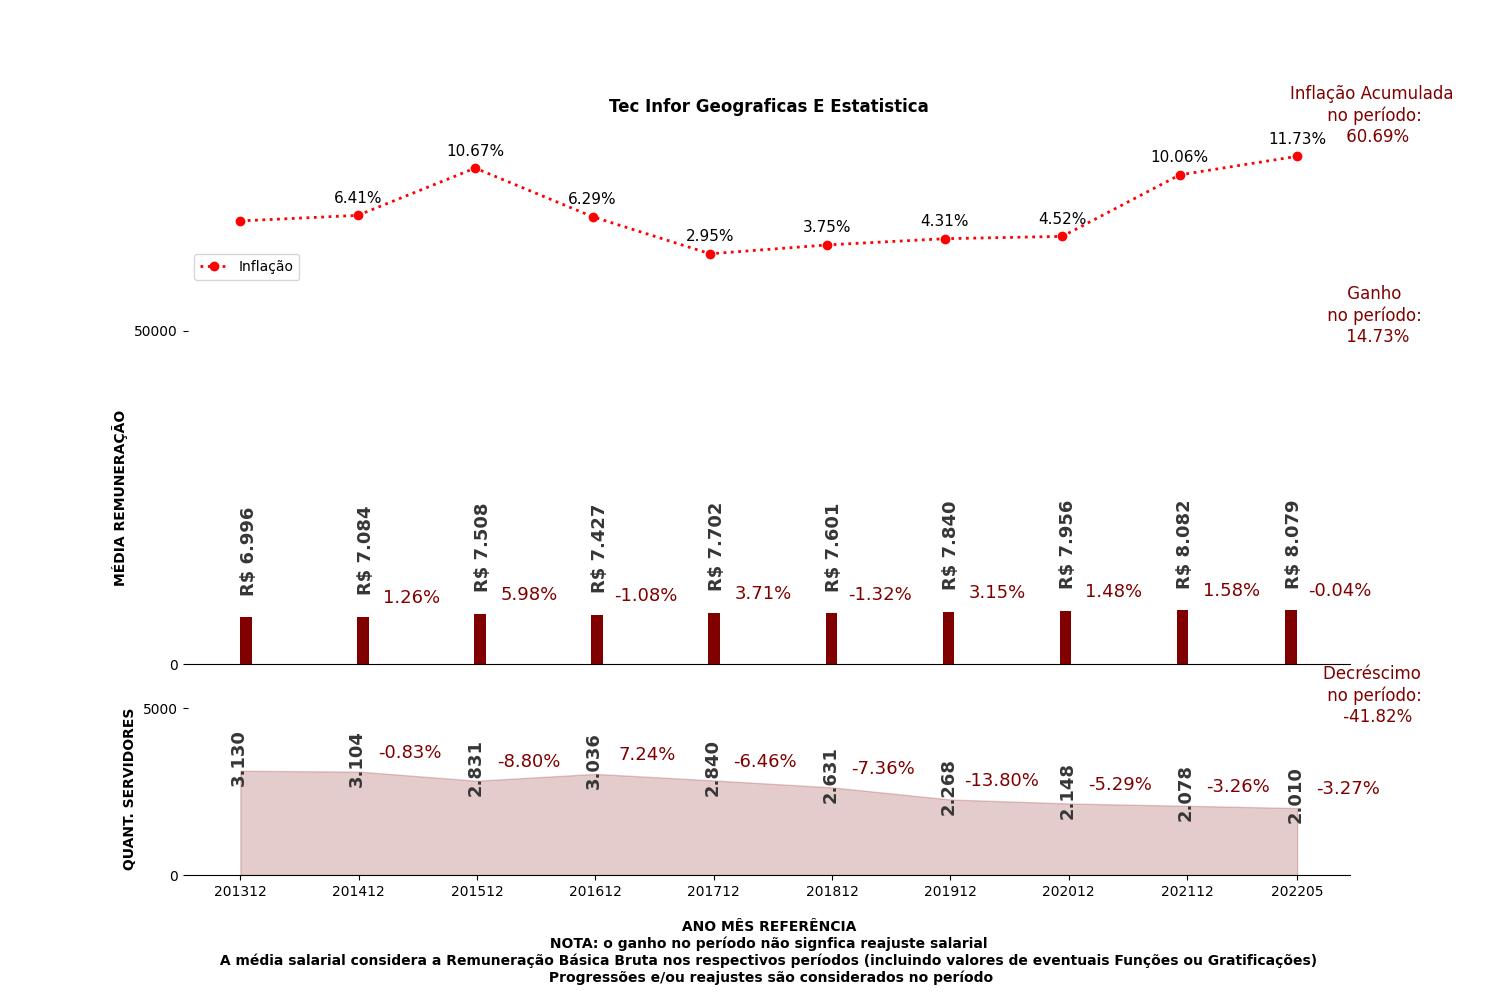 Tec Infor Geograficas E Estatistica
Inflação Acumulada
no período:
60.69%
6.41%
10.67%
6.29%
2.95%
3.75%
4.31%
4.52%
10.06%
11.73%
Inflação
Ganho
no período:
14.73%
50000
0
MÉDIA REMUNERAÇÃO
R$ 6.996
R$ 7.084
R$ 7.508
R$ 7.427
R$ 7.702
R$ 7.601
R$ 7.840
R$ 7.956
R$ 8.082
R$ 8.079
1.26%
5.98%
-1.08%
3.71%
-1.32%
3.15%
1.48%
1.58%
-0.04%
Decréscimo
no período:
-41.82%
5000
0
QUANT. SERVIDORES
3.130
3.104
2.831
3.036
2.840
2.631
2.268
2.148
2.078
2.010
-0.83%
-8.80%
7.24%
-6.46%
-7.36%
-13.80%
-5.29%
-3.26%
-3.27%
201312
201412
201512
201612
201712
201812
201912
202012
202112
202205
ANO MÊS REFERÊNCIA
NOTA: o ganho no período não signfica reajuste salarial
A média salarial considera a Remuneração Básica Bruta nos respectivos períodos (incluindo valores de eventuais Funções ou Gratificações)
Progressões e/ou reajustes são considerados no período